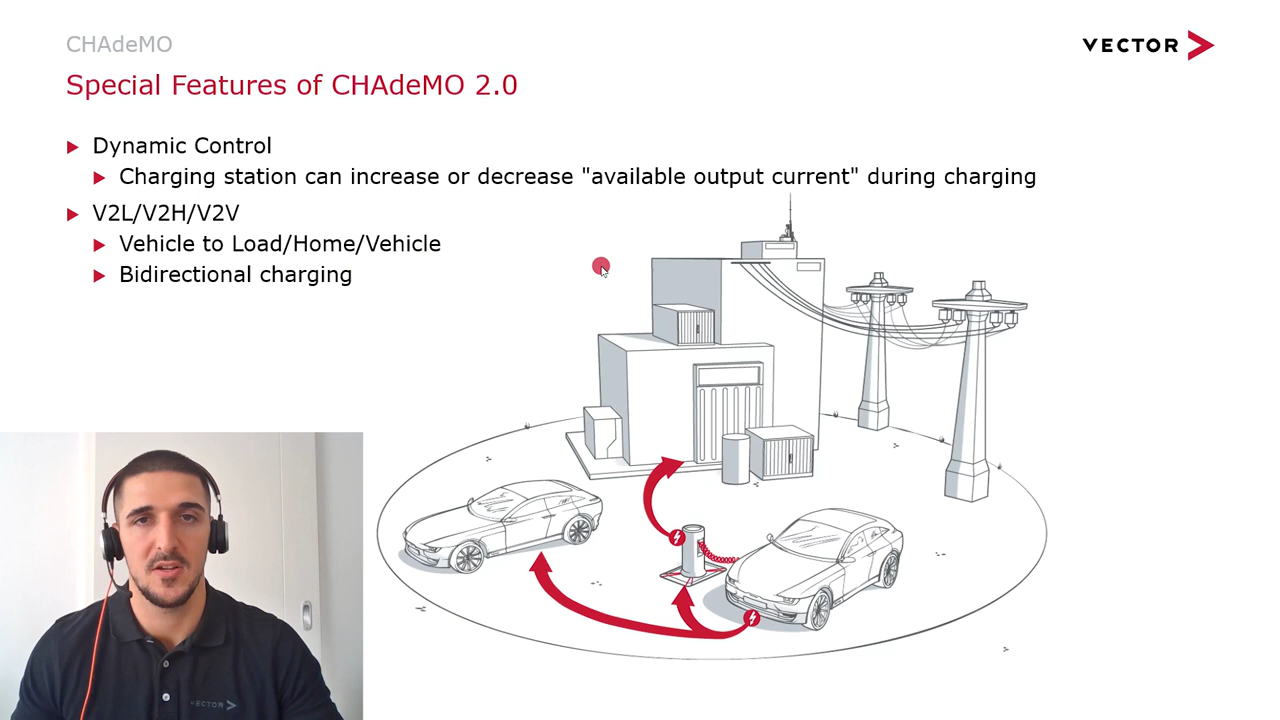 CHAdeMO
VECTOR
Special Features of CHAdeMO 2.0
Dynamic Control
Charging station can increase or decrease "available output current" during charging
V2L/V2H/V2V
Vehicle to Load/Home/Vehicle
Bidirectional charging
VECTOR